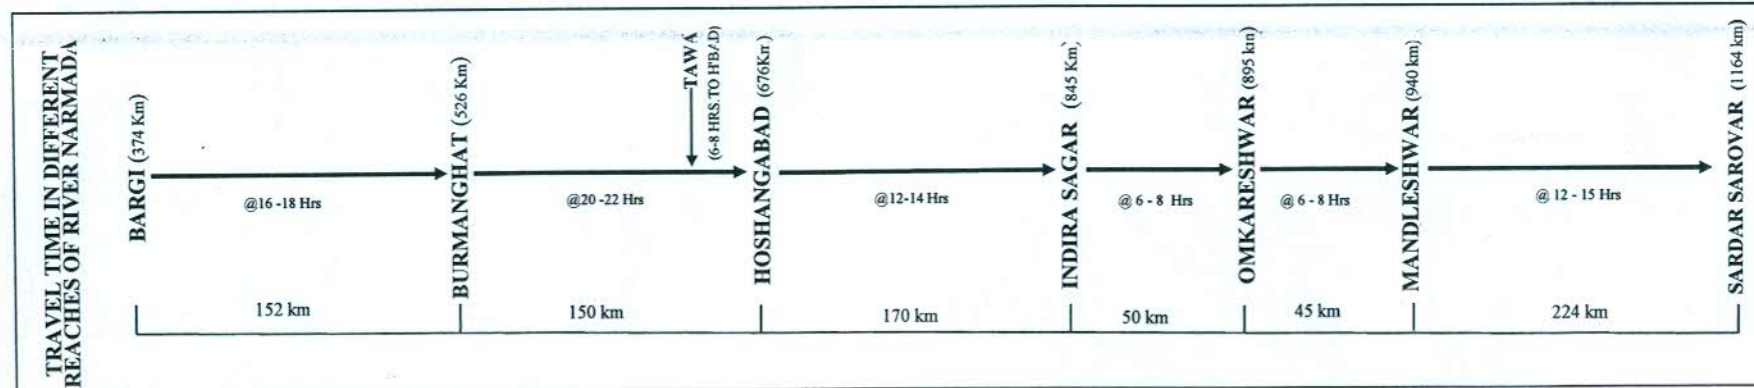 TRAVEL TIME IN DIFFERENT
REACHES OF RIVER NARMADA
BARGI (374 Km)
BURMANGHAT (526 Km)
TAWA
(6-8 HRS.TO H'BAD)
HOSHANGABAD (676Km)
INDIRA SAGAR (845 Km)
OMKARESHWAR (895 km)
MANDLESHWAR (940 km)
SARDAR SAROVAR (1164 km)
@16 -18 Hrs
@20 -22 Hrs
@12-14 Hrs
@ 6 - 8 Hrs
@ 6 - 8 Hrs
@ 12 - 15 Hrs
152 km
150 km
170 km
50 km
45 km
224 km